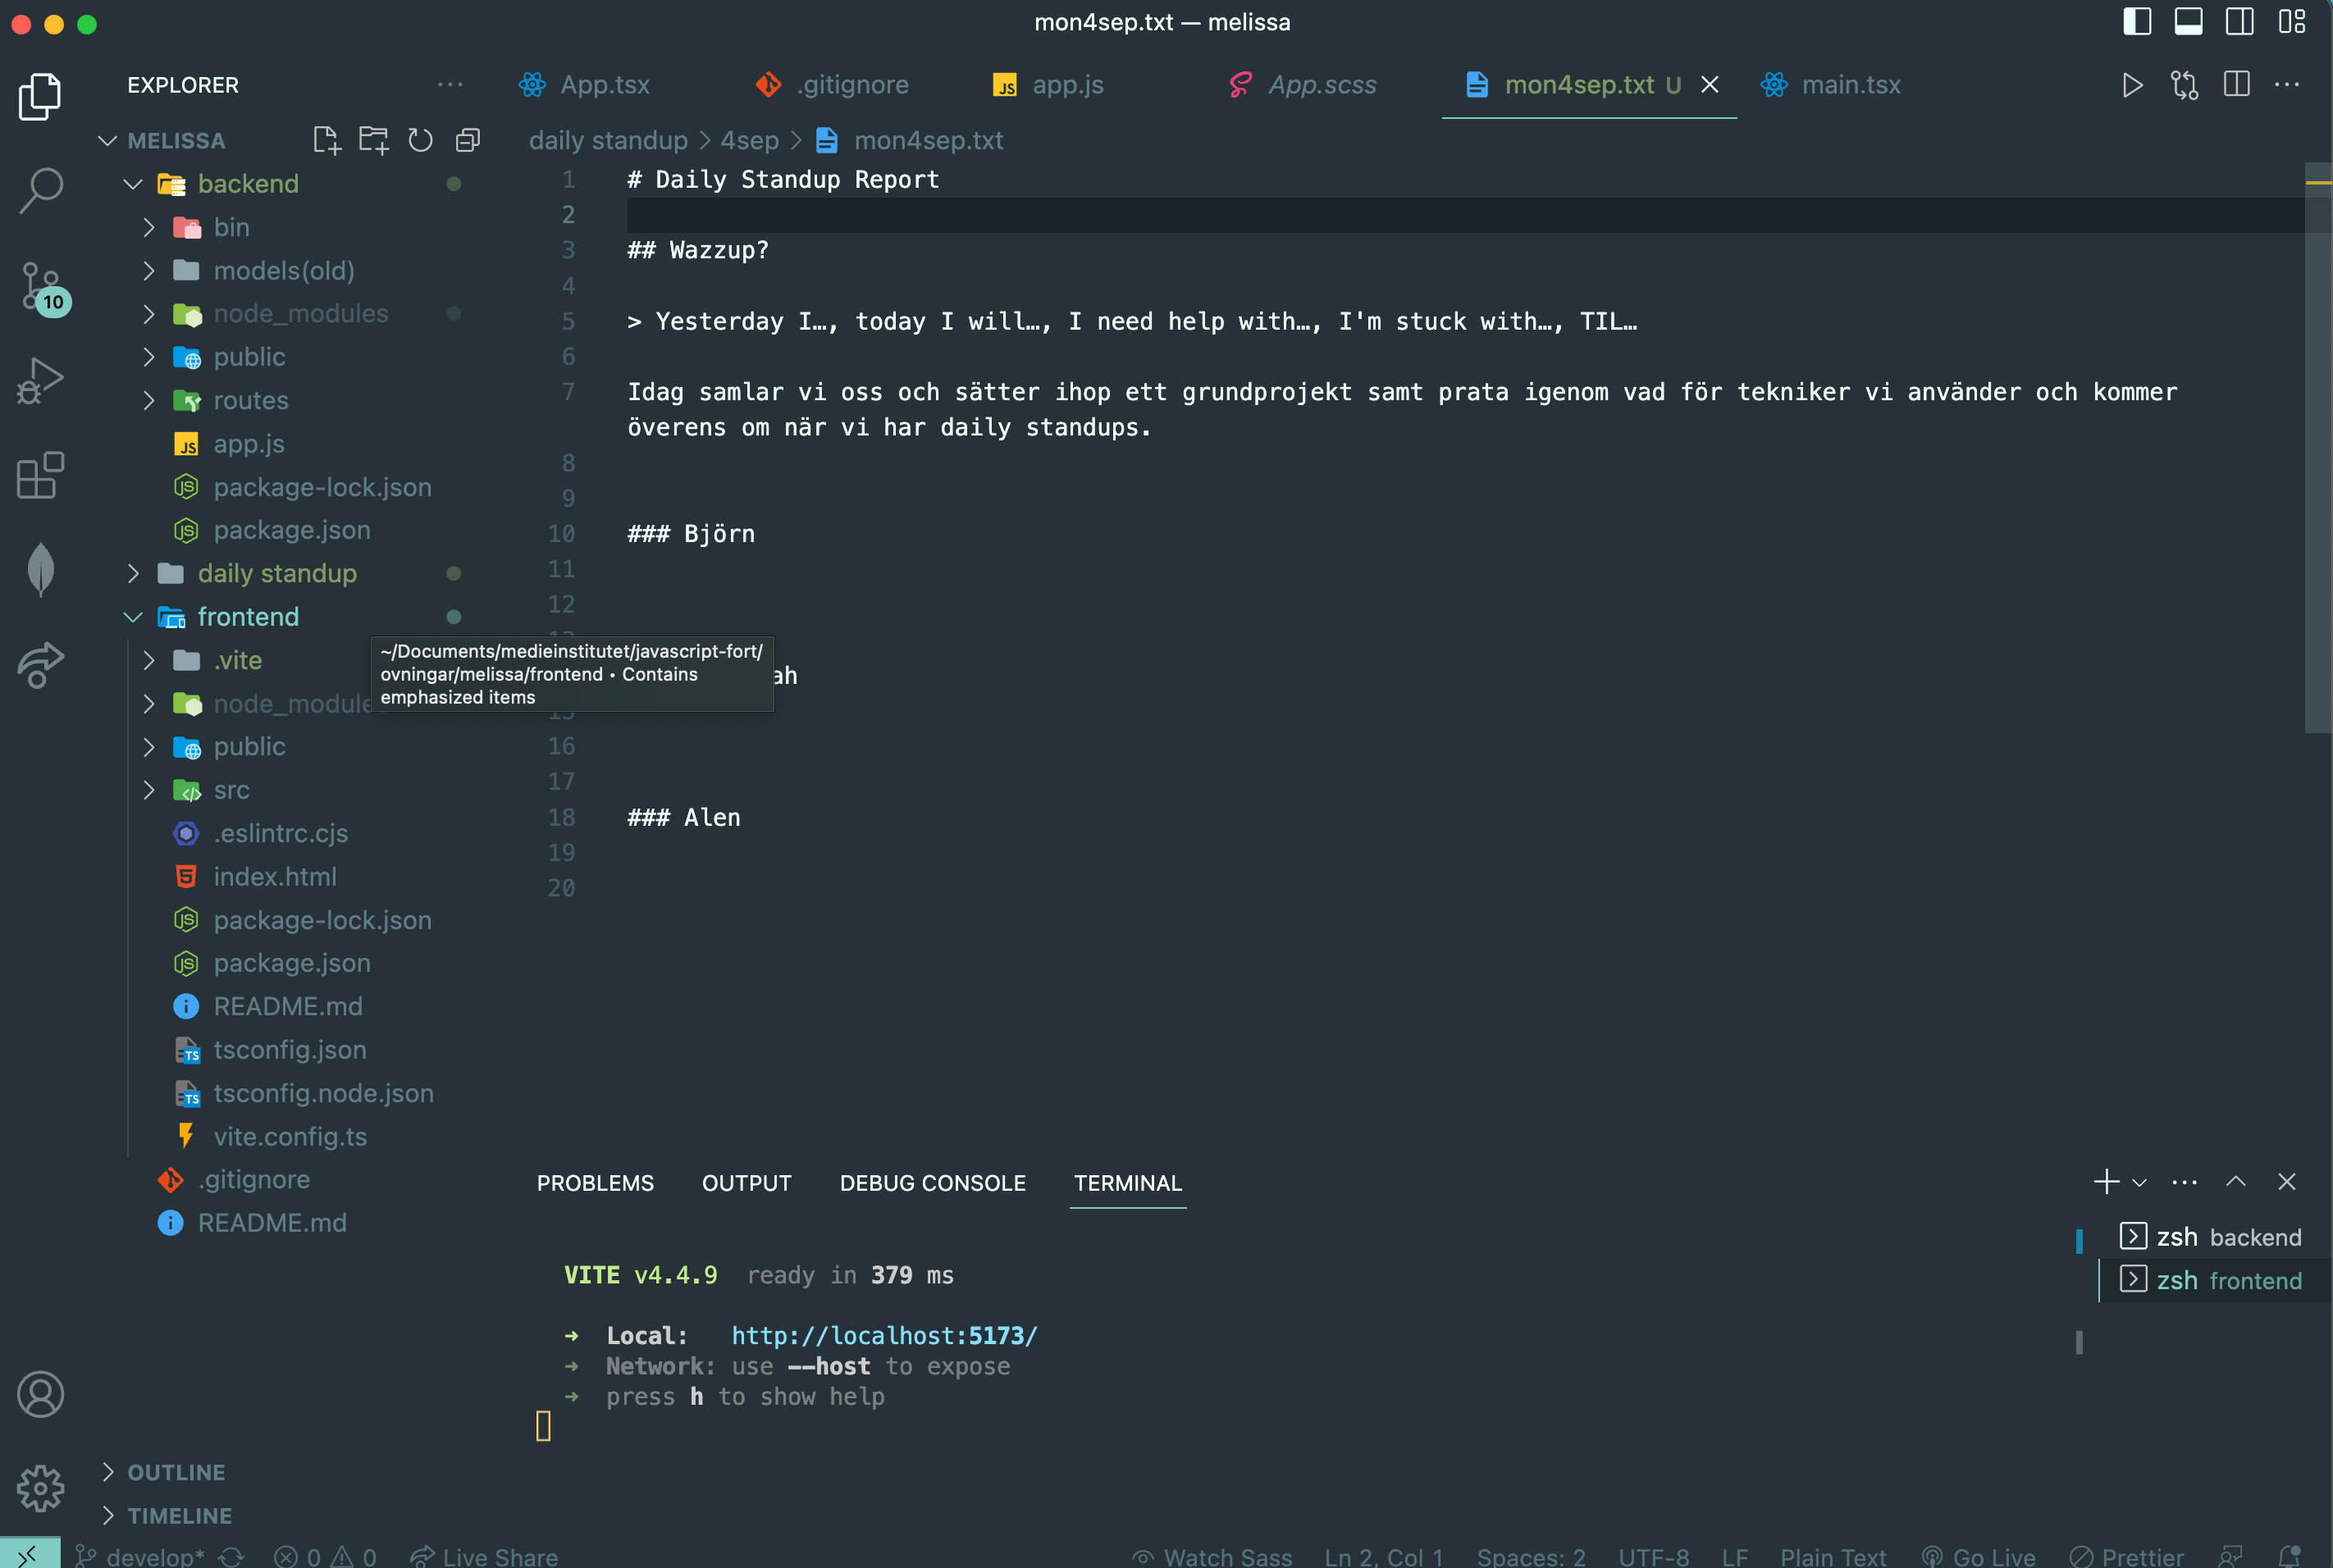 mon4sep.txt — melissa
EXPLORER
App.tsx
.gitignore
app.js
App.scss
mon4sep.txt U
main.tsx
MELISSA
daily standup > 4sep > mon4sep.txt
backend
bin
models(old)
node_modules
public
routes
app.js
package-lock.json
package.json
daily standup
frontend
.vite
public
src
.eslintrc.cjs
index.html
package-lock.json
package.json
README.md
tsconfig.json
tsconfig.node.json
vite.config.ts
.gitignore
README.md
OUTLINE
TIMELINE
10
~/Documents/medieinstitutet/javascript-fort/
ovningar/melissa/frontend • Contains
emphasized items
1 # Daily Standup Report
2
3 ## Wazzup?
4
5 > Yesterday I…, today I will…, I need help with…, I'm stuck with…, TIL…
6
7 Idag samlar vi oss och sätter ihop ett grundprojekt samt prata igenom vad för tekniker vi använder och kommer
överens om när vi har daily standups.
8
9
10 ### Björn
11
12
16
17
18 ### Alen
19
20
PROBLEMS OUTPUT DEBUG CONSOLE TERMINAL
VITE v4.4.9 ready in 379 ms
➜ Local: http://localhost:5173/
➜ Network: use --host to expose
➜ press h to show help
zsh backend
zsh frontend
develop* 0 0 Live Share
Watch Sass Ln 2, Col 1 Spaces: 2 UTF-8 LF Plain Text Go Live Prettier